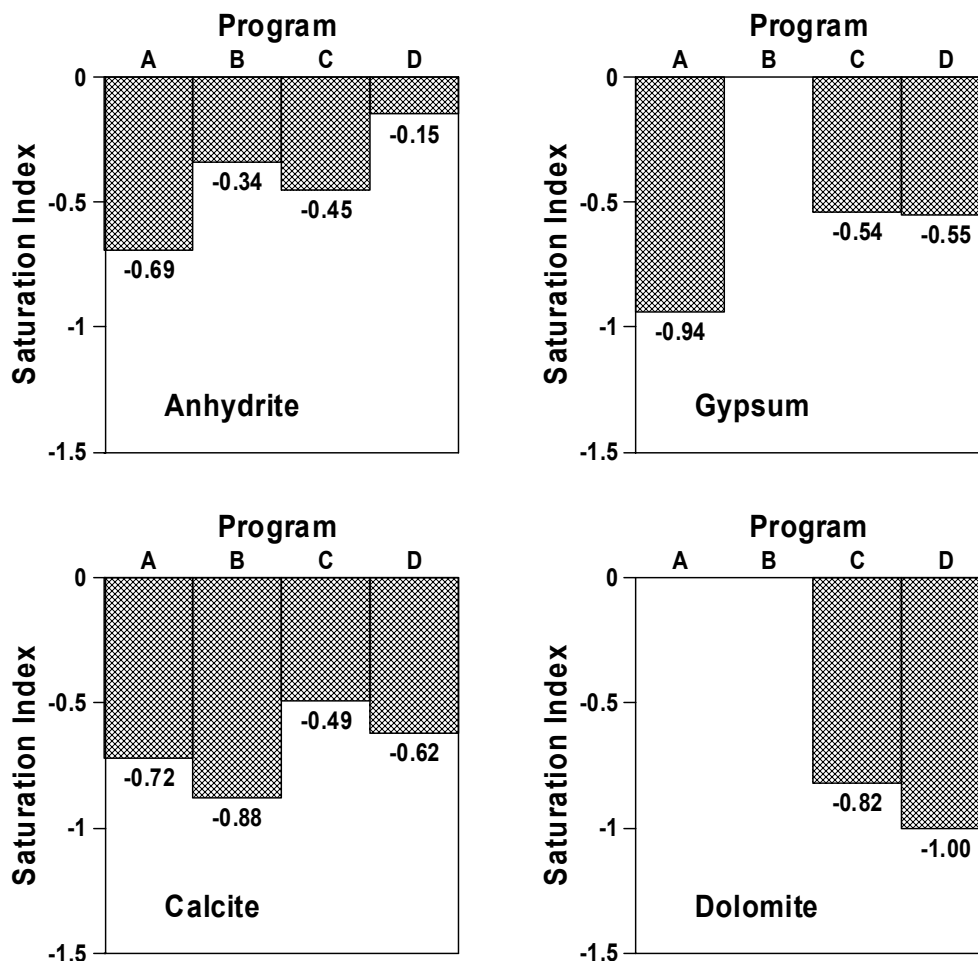 Program
A B C D
0
-0.5
-1
-1.5
Saturation Index
-0.69
-0.34
-0.45
-0.15
Anhydrite
Program
A B C D
0
-0.5
-1
-1.5
Saturation Index
-0.94
-0.54
-0.55
Gypsum
Program
A B C D
0
-0.5
-1
-1.5
Saturation Index
-0.72
-0.88
-0.49
-0.62
Calcite
Program
A B C D
0
-0.5
-1
-1.5
Saturation Index
-0.82
-1.00
Dolomite